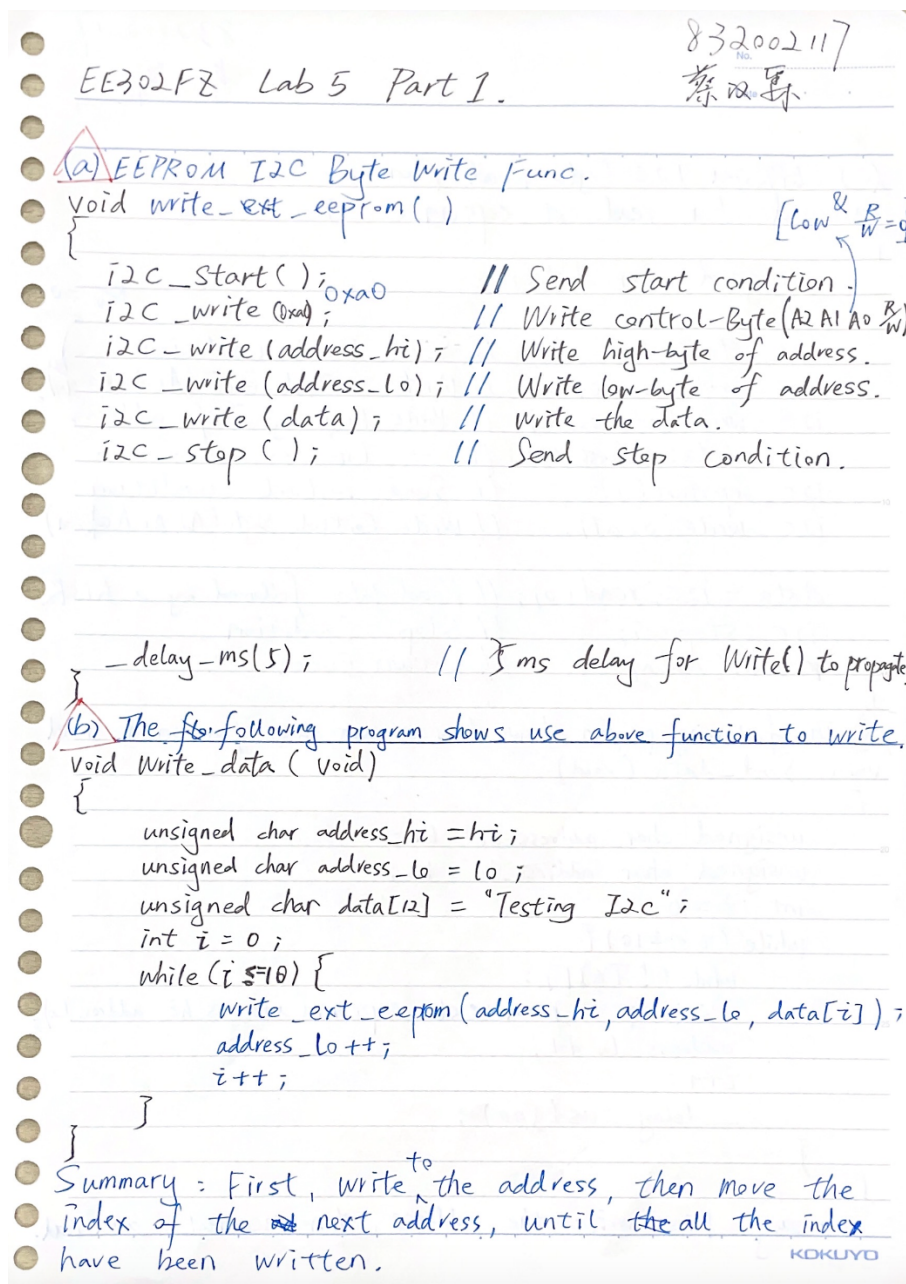 832002117
No.
EE302FZ Lab 5 Part 1.
蔡汉
(a) EEPROM I2C Byte Write Func.
void write_ext_eeprom( )
[Low & R/W=0]
{
i2c_Start( ); // Send start condition.
0xa0
i2c_write(0xa0); // Write control-Byte(A2 A1 A0 R/W)
i2c_write(address_hi); // Write high-byte of address.
i2c_write(address_lo); // Write low-byte of address.
i2c_write(data); // write the data.
i2c_stop( ); // Send stop condition.
_delay_ms(5); // 5ms delay for Write() to propagate
}
(b) The following program shows use above function to write.
void Write_data( void)
{
unsigned char address_hi = hi;
unsigned char address_lo = lo;
unsigned char data[12] = "Testing I2C";
int i = 0;
while(i <=10) {
write_ext_eeprom(address_hi, address_lo, data[i]);
address_lo++;
i++;
}
}
Summary: First, write to the address, then move the
index of the next address, until all the index
have been written.
KOKUYO